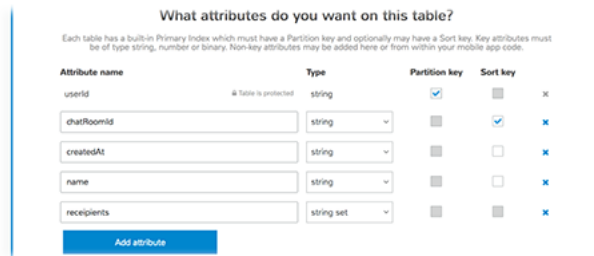 What attributes do you want on this table?
Each table has a built-in Primary Index which must have a Partition key and optionally may have a Sort key. Key attributes must
be of type string, number or binary. Non-key attributes may be added here or from within your mobile app code.
Attribute name Type Partition key Sort key
userId Table is protected string
chatRoomId string
createdAt string
name string
receipients string set
Add attribute